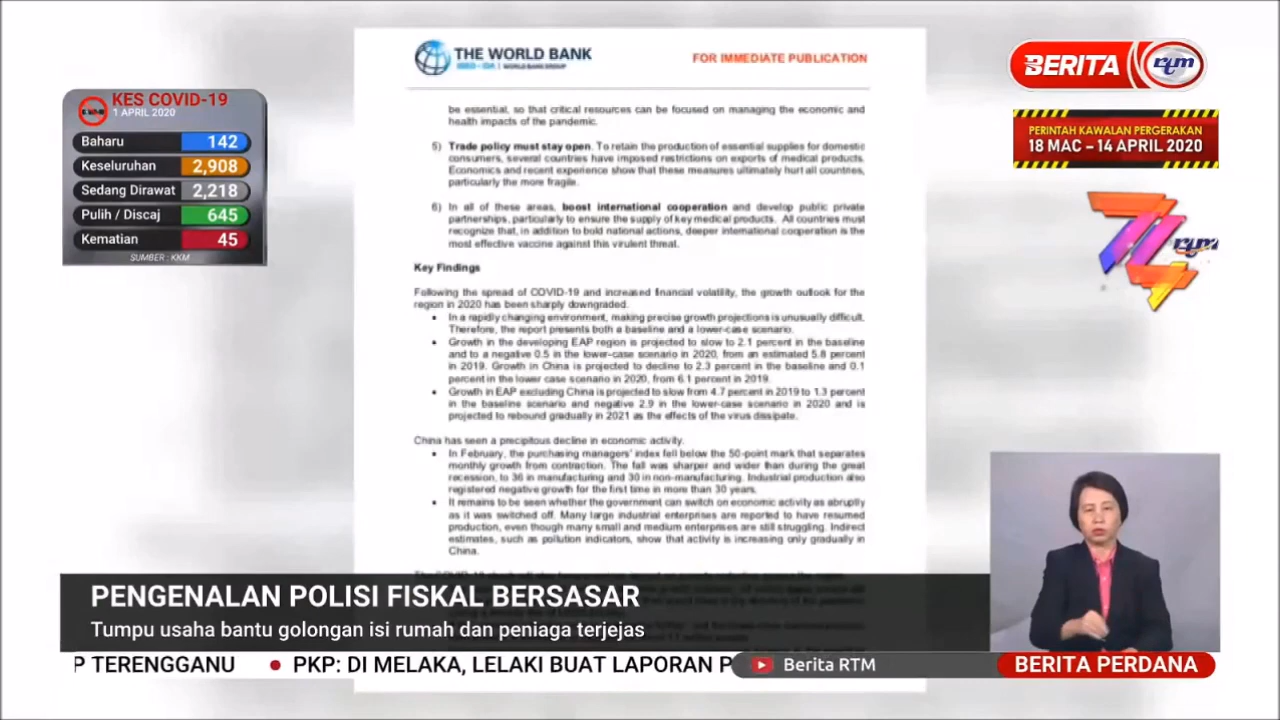 THE WORLD BANK
IBRD • IDA | WORLD BANK GROUP
FOR IMMEDIATE PUBLICATION
be essential, so that critical resources can be focused on managing the economic and
health impacts of the pandemic.
5) Trade policy must stay open. To retain the production of essential supplies for domestic
consumers, several countries have imposed restrictions on exports of medical products.
Economics and recent experience show that these measures ultimately hurt all countries,
particularly the more fragile.
6) In all of these areas, boost international cooperation and develop public private
partnerships, particularly to ensure the supply of key medical products. All countries must
recognize that, in addition to bold national actions, deeper international cooperation is the
most effective vaccine against this virulent threat.
Key Findings
Following the spread of COVID-19 and increased financial volatility, the growth outlook for the
region in 2020 has been sharply downgraded.
• In a rapidly changing environment, making precise growth projections is unusually difficult.
Therefore, the report presents both a baseline and a lower-case scenario.
• Growth in the developing EAP region is projected to slow to 2.1 percent in the baseline
and to a negative 0.5 in the lower-case scenario in 2020, from an estimated 5.8 percent
in 2019. Growth in China is projected to decline to 2.3 percent in the baseline and 0.1
percent in the lower case scenario in 2020, from 6.1 percent in 2019.
• Growth in EAP excluding China is projected to slow from 4.7 percent in 2019 to 1.3 percent
in the baseline scenario and negative 2.9 in the lower-case scenario in 2020 and is
projected to rebound gradually in 2021 as the effects of the virus dissipate.
China has seen a precipitous decline in economic activity.
• In February, the purchasing managers' index fell below the 50-point mark that separates
monthly growth from contraction. The fall was sharper and wider than during the great
recession, to 36 in manufacturing and 30 in non-manufacturing. Industrial production also
registered negative growth for the first time in more than 30 years.
• It remains to be seen whether the government can switch on economic activity as abruptly
as it was switched off. Many large industrial enterprises are reported to have resumed
production, even though many small and medium enterprises are still struggling. Indirect
estimates, such as pollution indicators, show that activity is increasing only gradually in
China.
KES COVID-19
1 APRIL 2020
Baharu 142
Keseluruhan 2,908
Sedang Dirawat 2,218
Pulih / Discaj 645
Kematian 45
SUMBER : KKM
BERITA rtm
PERINTAH KAWALAN PERGERAKAN
18 MAC – 14 APRIL 2020
rtm
PENGENALAN POLISI FISKAL BERSASAR
Tumpu usaha bantu golongan isi rumah dan peniaga terjejas
P TERENGGANU • PKP: DI MELAKA, LELAKI BUAT LAPORAN P
Berita RTM
BERITA PERDANA